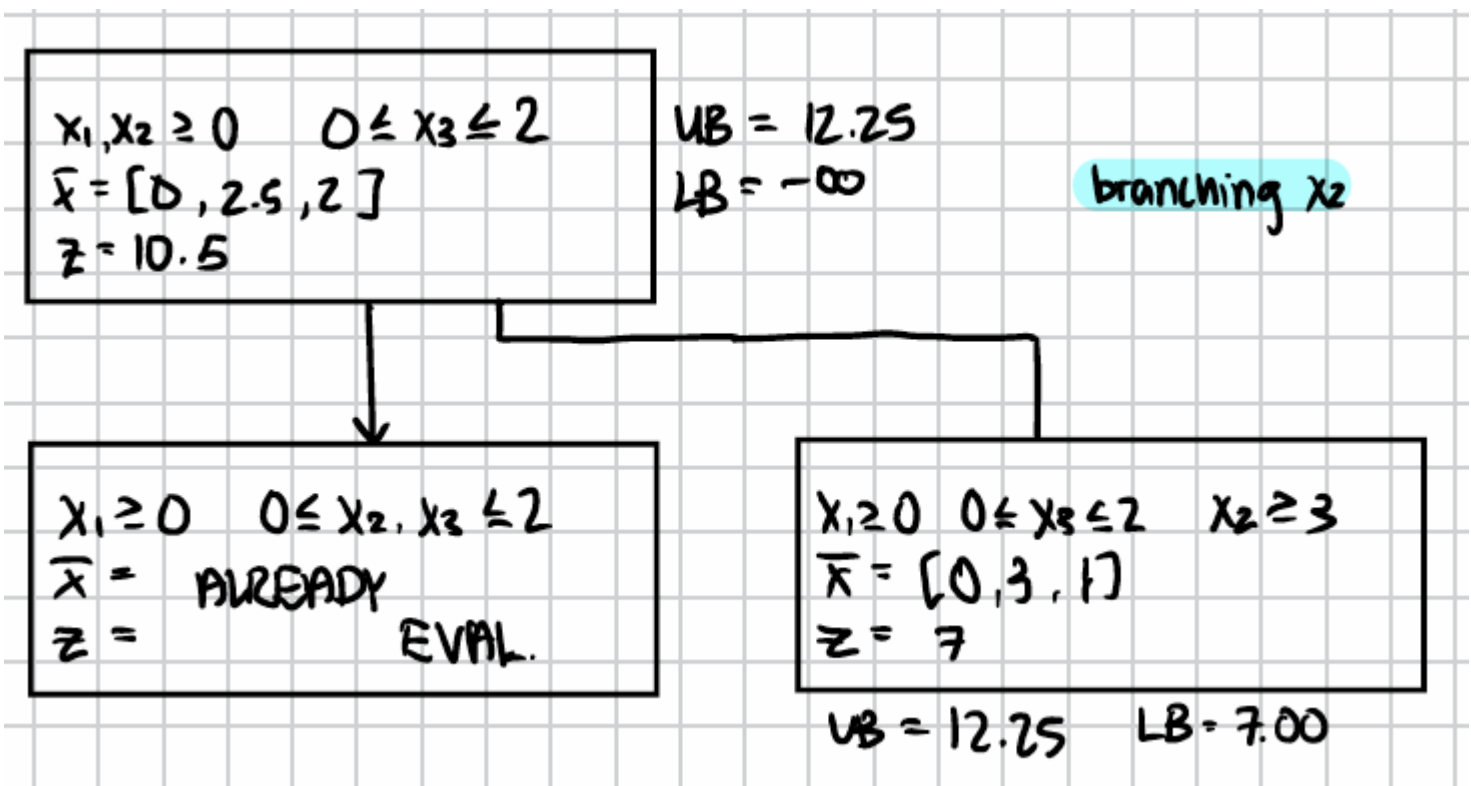 x₁,x₂ ≥ 0 0 ≤ x₃ ≤ 2
x̄ = [0, 2.5, 2]
z = 10.5
UB = 12.25
LB = -∞
branching x₂
x₁ ≥ 0 0 ≤ x₂, x₃ ≤ 2
x̄ = ALREADY
z = EVAL.
x₁ ≥ 0 0 ≤ x₃ ≤ 2 x₂ ≥ 3
x̄ = [0, 3, 1]
z = 7
UB = 12.25 LB = 7.00